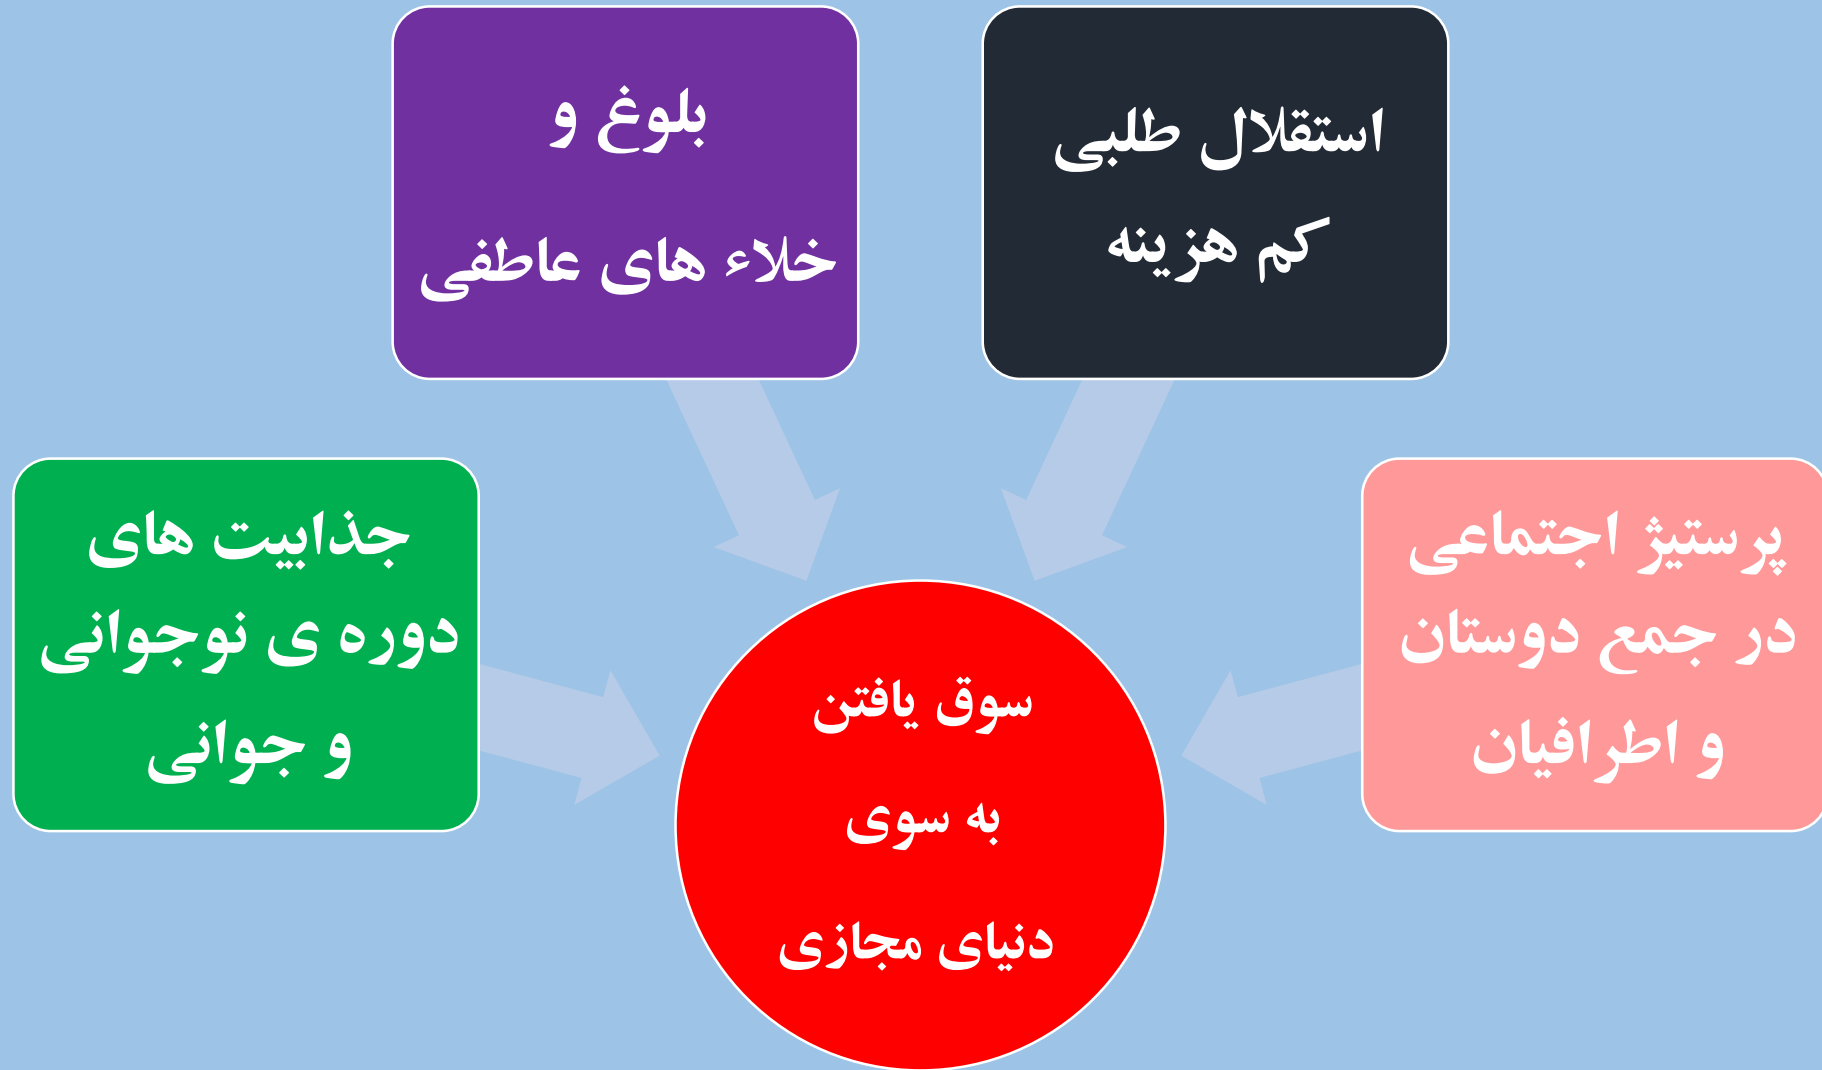 استقلال طلبی
کم هزینه
بلوغ و
خلاء های عاطفی
پرستیژ اجتماعی
در جمع دوستان
و اطرافیان
جذابیت های
دوره ی نوجوانی
و جوانی
سوق یافتن
به سوی
دنیای مجازی